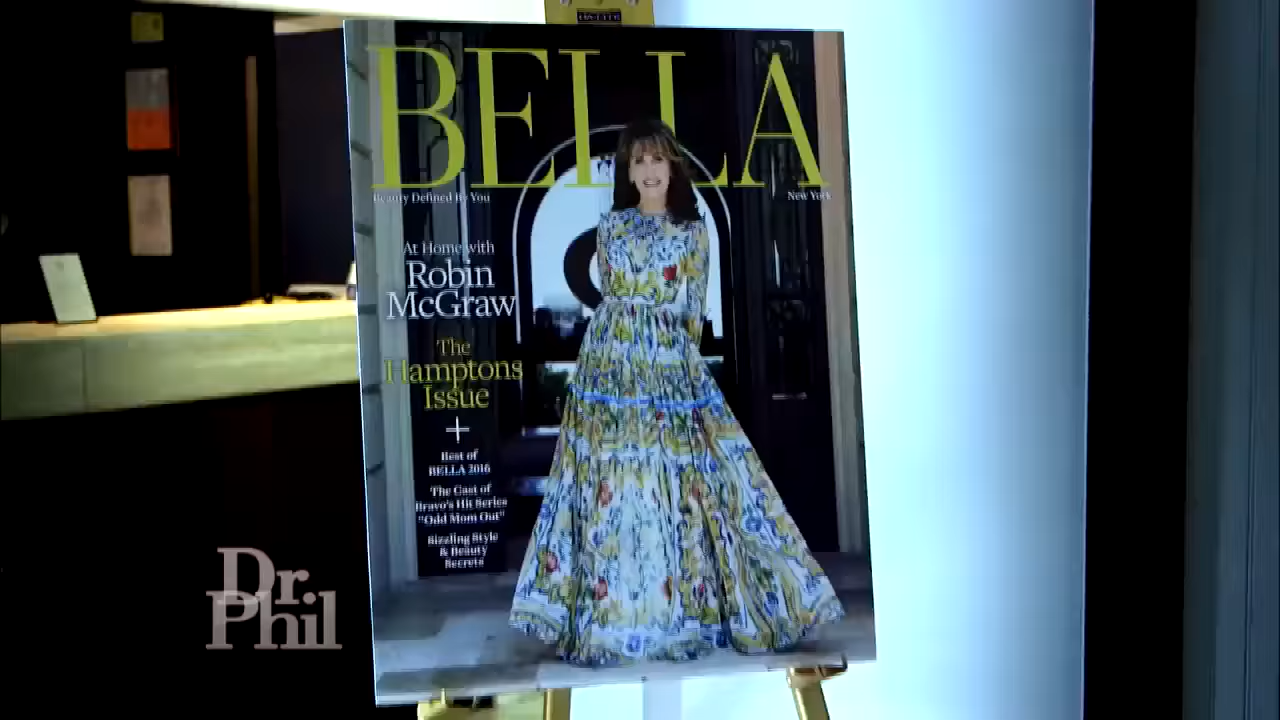 BELLA
Beauty Defined By You
New York
At Home with
Robin
McGraw
The
Hamptons
Issue
+
Best of
BELLA 2016
The Cast of
Bravo's Hit Series
"Odd Mom Out"
Sizzling Style
& Beauty
Secrets
Dr.
Phil